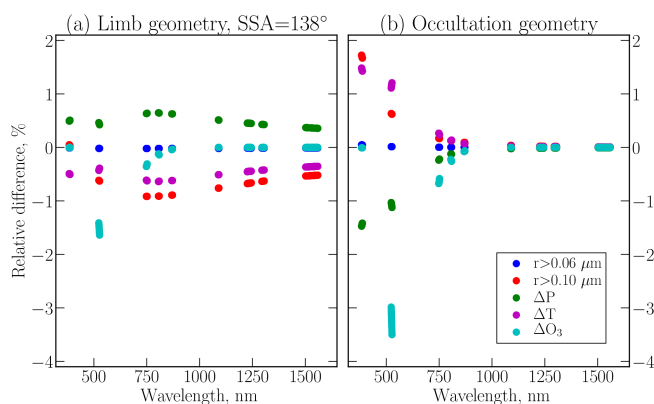 (a) Limb geometry, SSA=138°
(b) Occultation geometry
Relative difference, %
2
1
0
−1
−2
−3
−4
2
1
0
−1
−2
−3
−4
r>0.06 μm
r>0.10 μm
ΔP
ΔT
ΔO₃
500 750 1000 1250 1500
500 750 1000 1250 1500
Wavelength, nm
Wavelength, nm